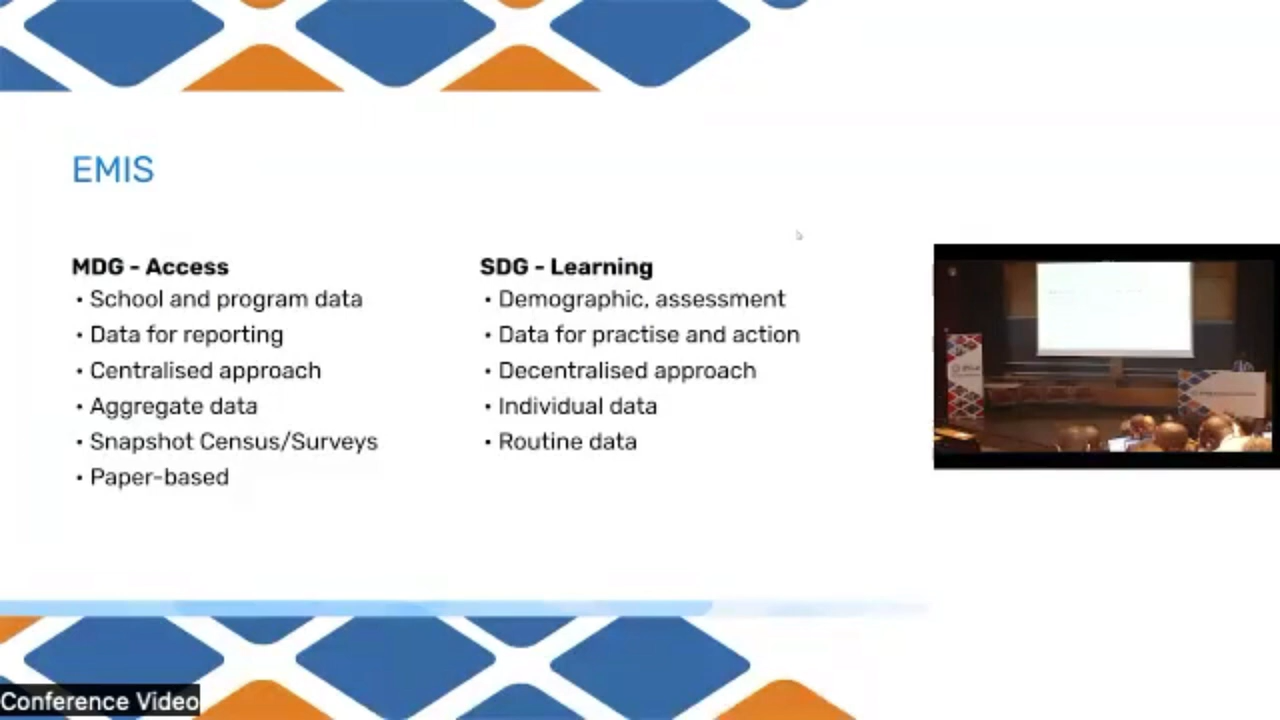 EMIS
MDG - Access
• School and program data
• Data for reporting
• Centralised approach
• Aggregate data
• Snapshot Census/Surveys
• Paper-based
SDG - Learning
• Demographic, assessment
• Data for practise and action
• Decentralised approach
• Individual data
• Routine data
Conference Video